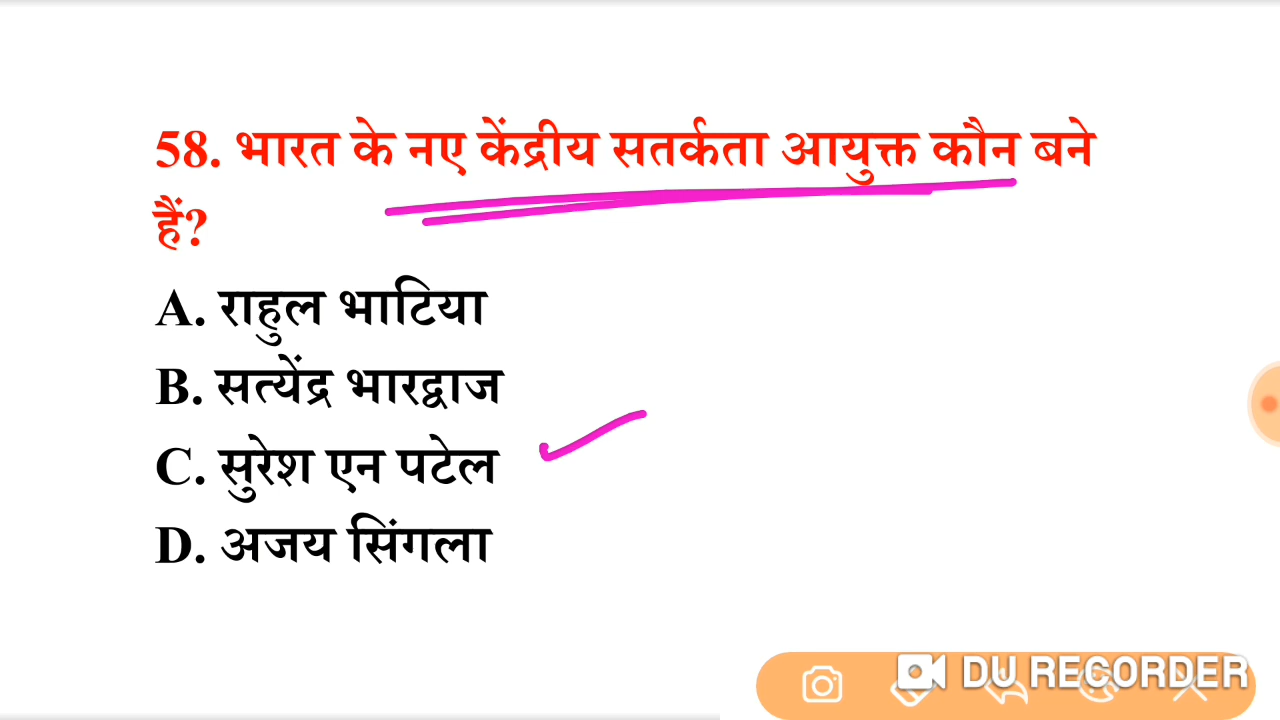 58. भारत के नए केंद्रीय सतर्कता आयुक्त कौन बने
हैं?
A. राहुल भाटिया
B. सत्येंद्र भारद्वाज
C. सुरेश एन पटेल
D. अजय सिंगला
DU RECORDER